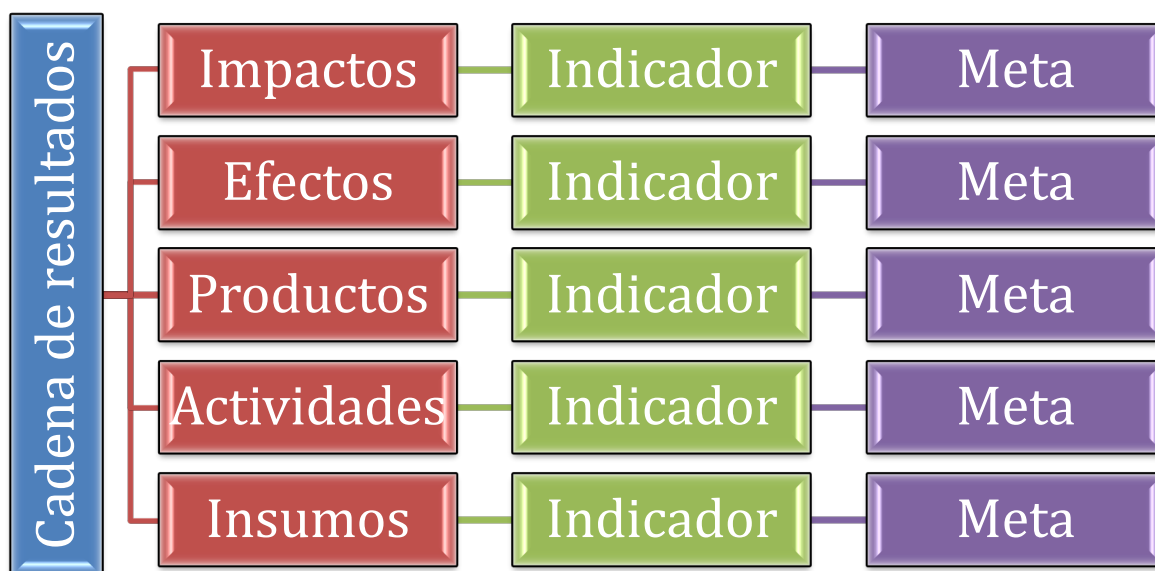 Cadena de resultados
Impactos Indicador Meta
Efectos Indicador Meta
Productos Indicador Meta
Actividades Indicador Meta
Insumos Indicador Meta